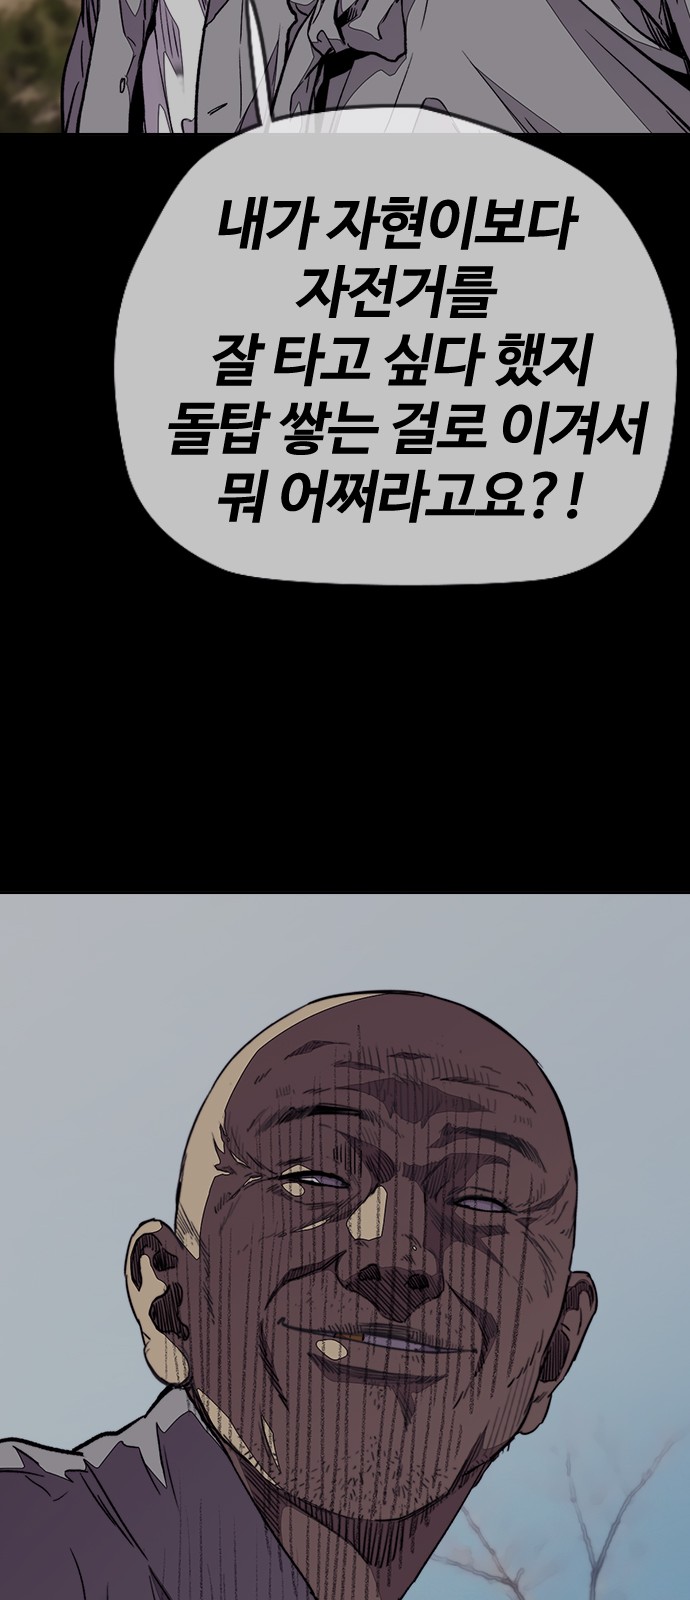 내가 자현이보다
자전거를
잘 타고 싶다 했지
돌탑 쌓는 걸로 이겨서
뭐 어쩌라고요?!